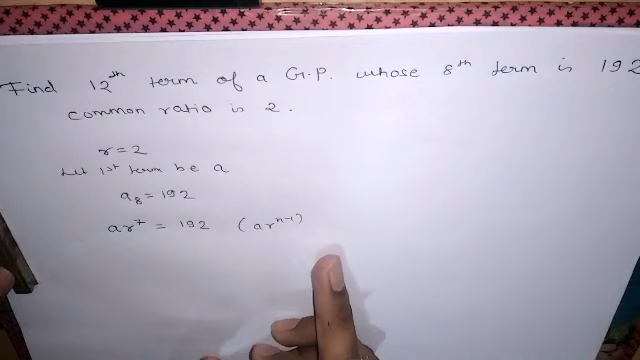 Find 12th term of a G.P. whose 8th term is 192
common ratio is 2.
r = 2
Let 1st term be a
a₈ = 192
ar⁷ = 192 (arⁿ⁻¹)